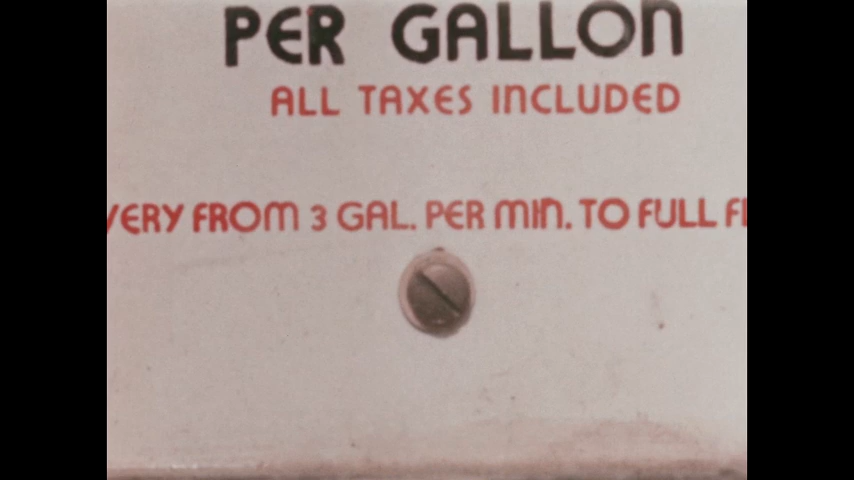 PER GALLON
ALL TAXES INCLUDED
VERY FROM 3 GAL. PER MIN. TO FULL F